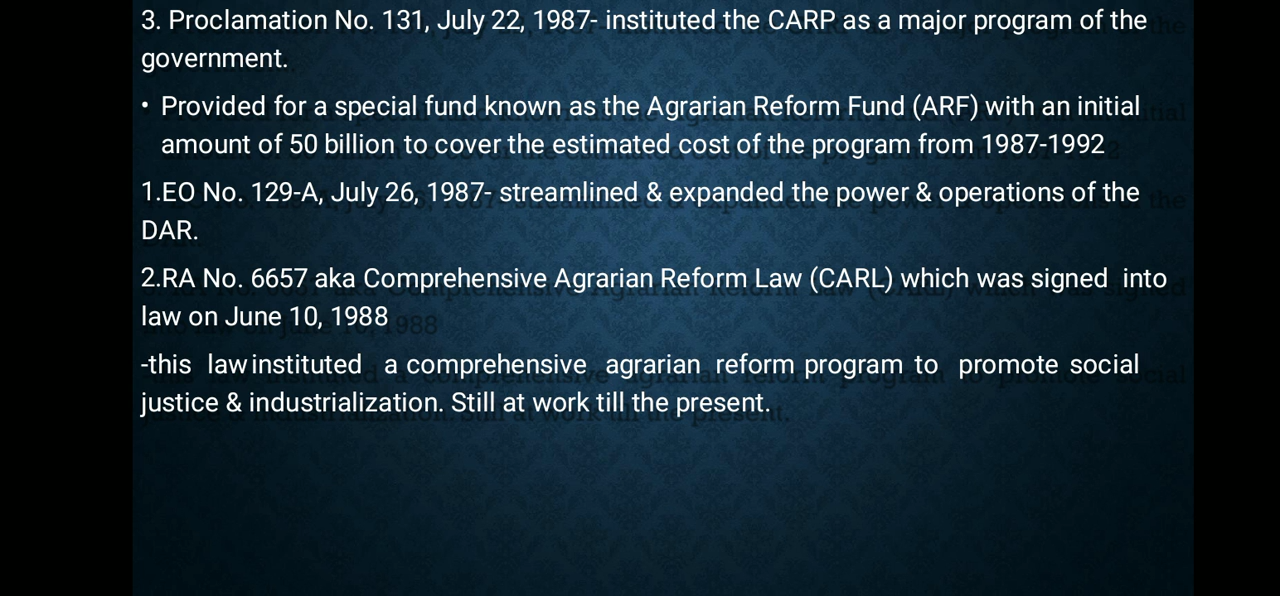 3. Proclamation No. 131, July 22, 1987- instituted the CARP as a major program of the
government.
• Provided for a special fund known as the Agrarian Reform Fund (ARF) with an initial
amount of 50 billion to cover the estimated cost of the program from 1987-1992
1.EO No. 129-A, July 26, 1987- streamlined & expanded the power & operations of the
DAR.
2.RA No. 6657 aka Comprehensive Agrarian Reform Law (CARL) which was signed into
law on June 10, 1988
-this law instituted a comprehensive agrarian reform program to promote social
justice & industrialization. Still at work till the present.